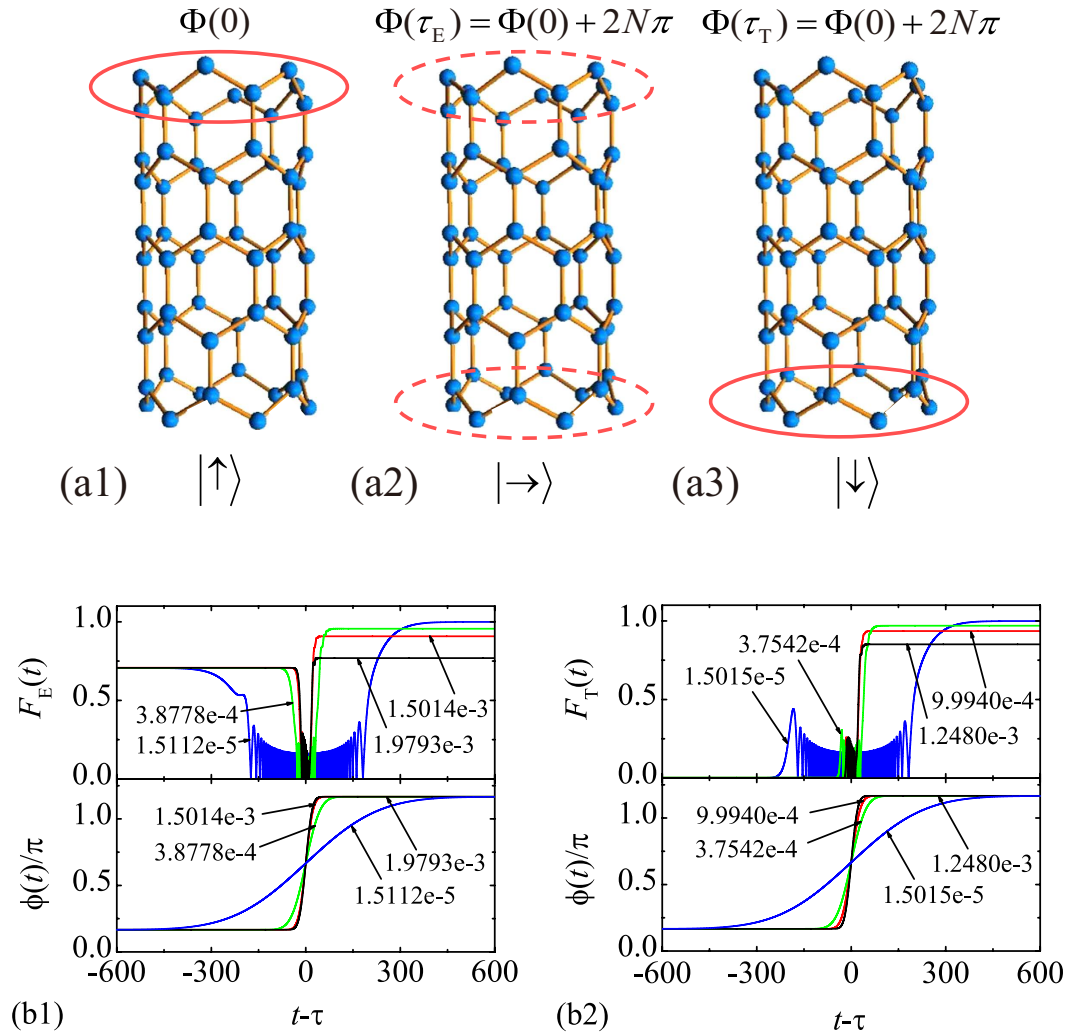 Φ(0)
Φ(τ_E) = Φ(0) + 2Nπ
Φ(τ_T) = Φ(0) + 2Nπ
(a1) |↑⟩
(a2) |→⟩
(a3) |↓⟩
1.0
0.5
0.0
F_E(t)
3.8778e-4
1.5112e-5
1.5014e-3
1.9793e-3
1.0
0.5
0.0
ϕ(t)/π
1.5014e-3
3.8778e-4
1.9793e-3
1.5112e-5
-600 -300 0 300 600
(b1) t-τ
1.0
0.5
0.0
F_T(t)
3.7542e-4
1.5015e-5
9.9940e-4
1.2480e-3
1.0
0.5
0.0
ϕ(t)/π
9.9940e-4
3.7542e-4
1.2480e-3
1.5015e-5
-600 -300 0 300 600
(b2) t-τ